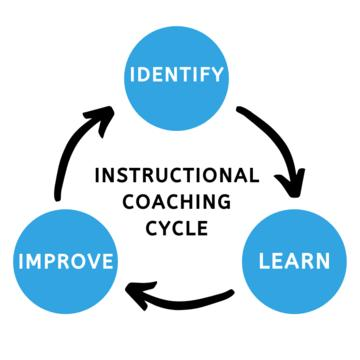 IDENTIFY
INSTRUCTIONAL
COACHING
CYCLE
IMPROVE
LEARN